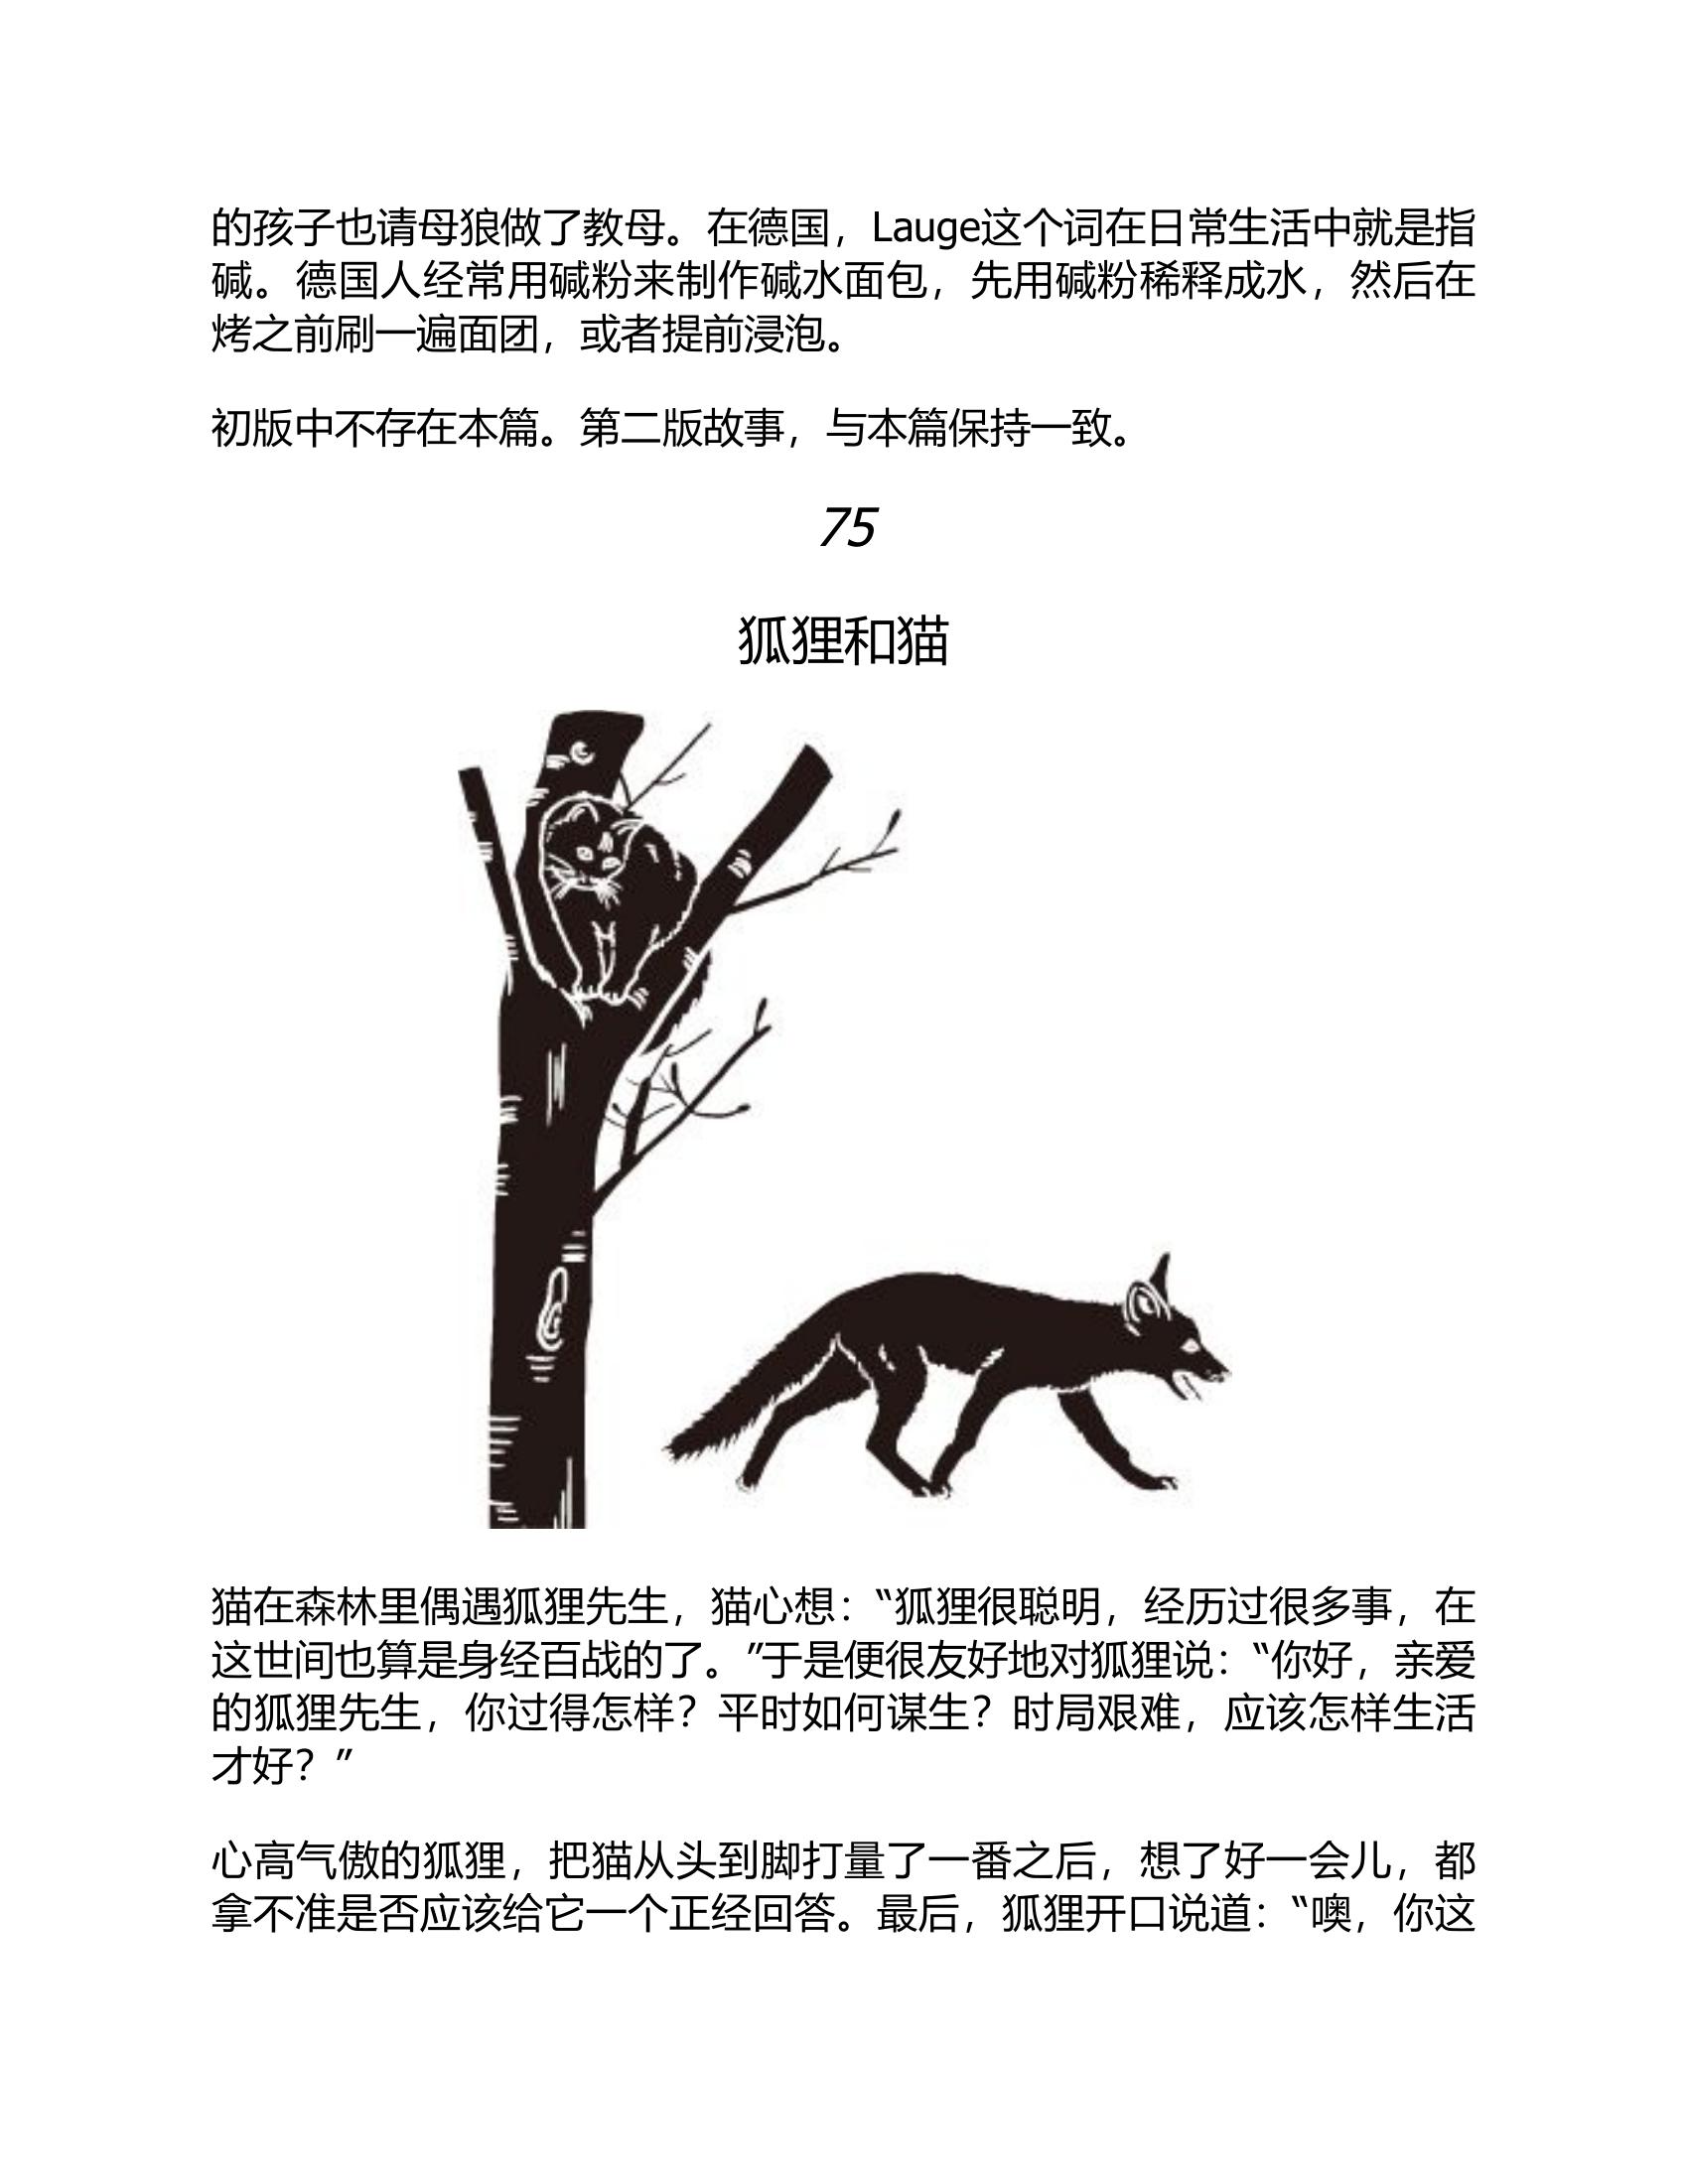 的孩子也请母狼做了教母。在德国，Lauge这个词在日常生活中就是指
碱。德国人经常用碱粉来制作碱水面包，先用碱粉稀释成水，然后在
烤之前刷一遍面团，或者提前浸泡。
初版中不存在本篇。第二版故事，与本篇保持一致。
75
狐狸和猫
猫在森林里偶遇狐狸先生，猫心想：“狐狸很聪明，经历过很多事，在
这世间也算是身经百战的了。”于是便很友好地对狐狸说：“你好，亲爱
的狐狸先生，你过得怎样？平时如何谋生？时局艰难，应该怎样生活
才好？”
心高气傲的狐狸，把猫从头到脚打量了一番之后，想了好一会儿，都
拿不准是否应该给它一个正经回答。最后，狐狸开口说道：“噢，你这